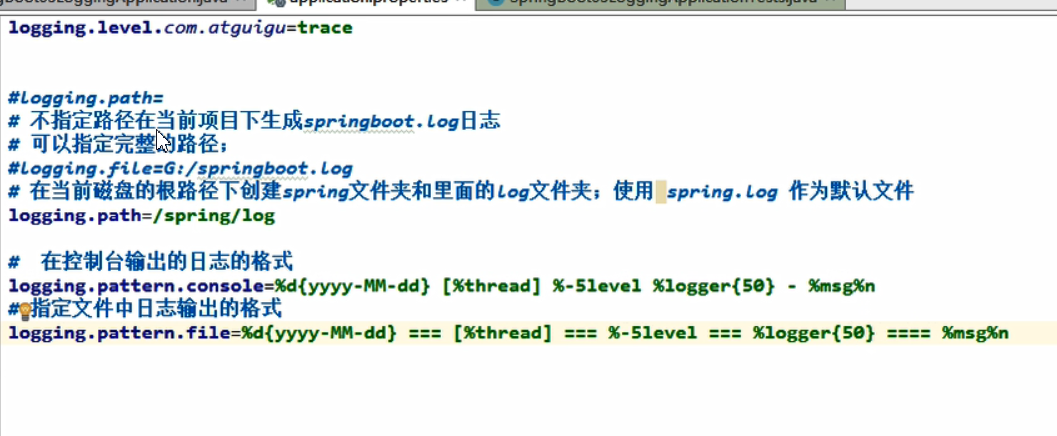 application.properties
logging.level.com.atguigu=trace
#logging.path=
# 不指定路径在当前项目下生成springboot.log日志
# 可以指定完整的路径；
#logging.file=G:/springboot.log
# 在当前磁盘的根路径下创建spring文件夹和里面的log文件夹；使用 spring.log 作为默认文件
logging.path=/spring/log
#  在控制台输出的日志的格式
logging.pattern.console=%d{yyyy-MM-dd} [%thread] %-5level %logger{50} - %msg%n
#指定文件中日志输出的格式
logging.pattern.file=%d{yyyy-MM-dd} === [%thread] === %-5level === %logger{50} ==== %msg%n